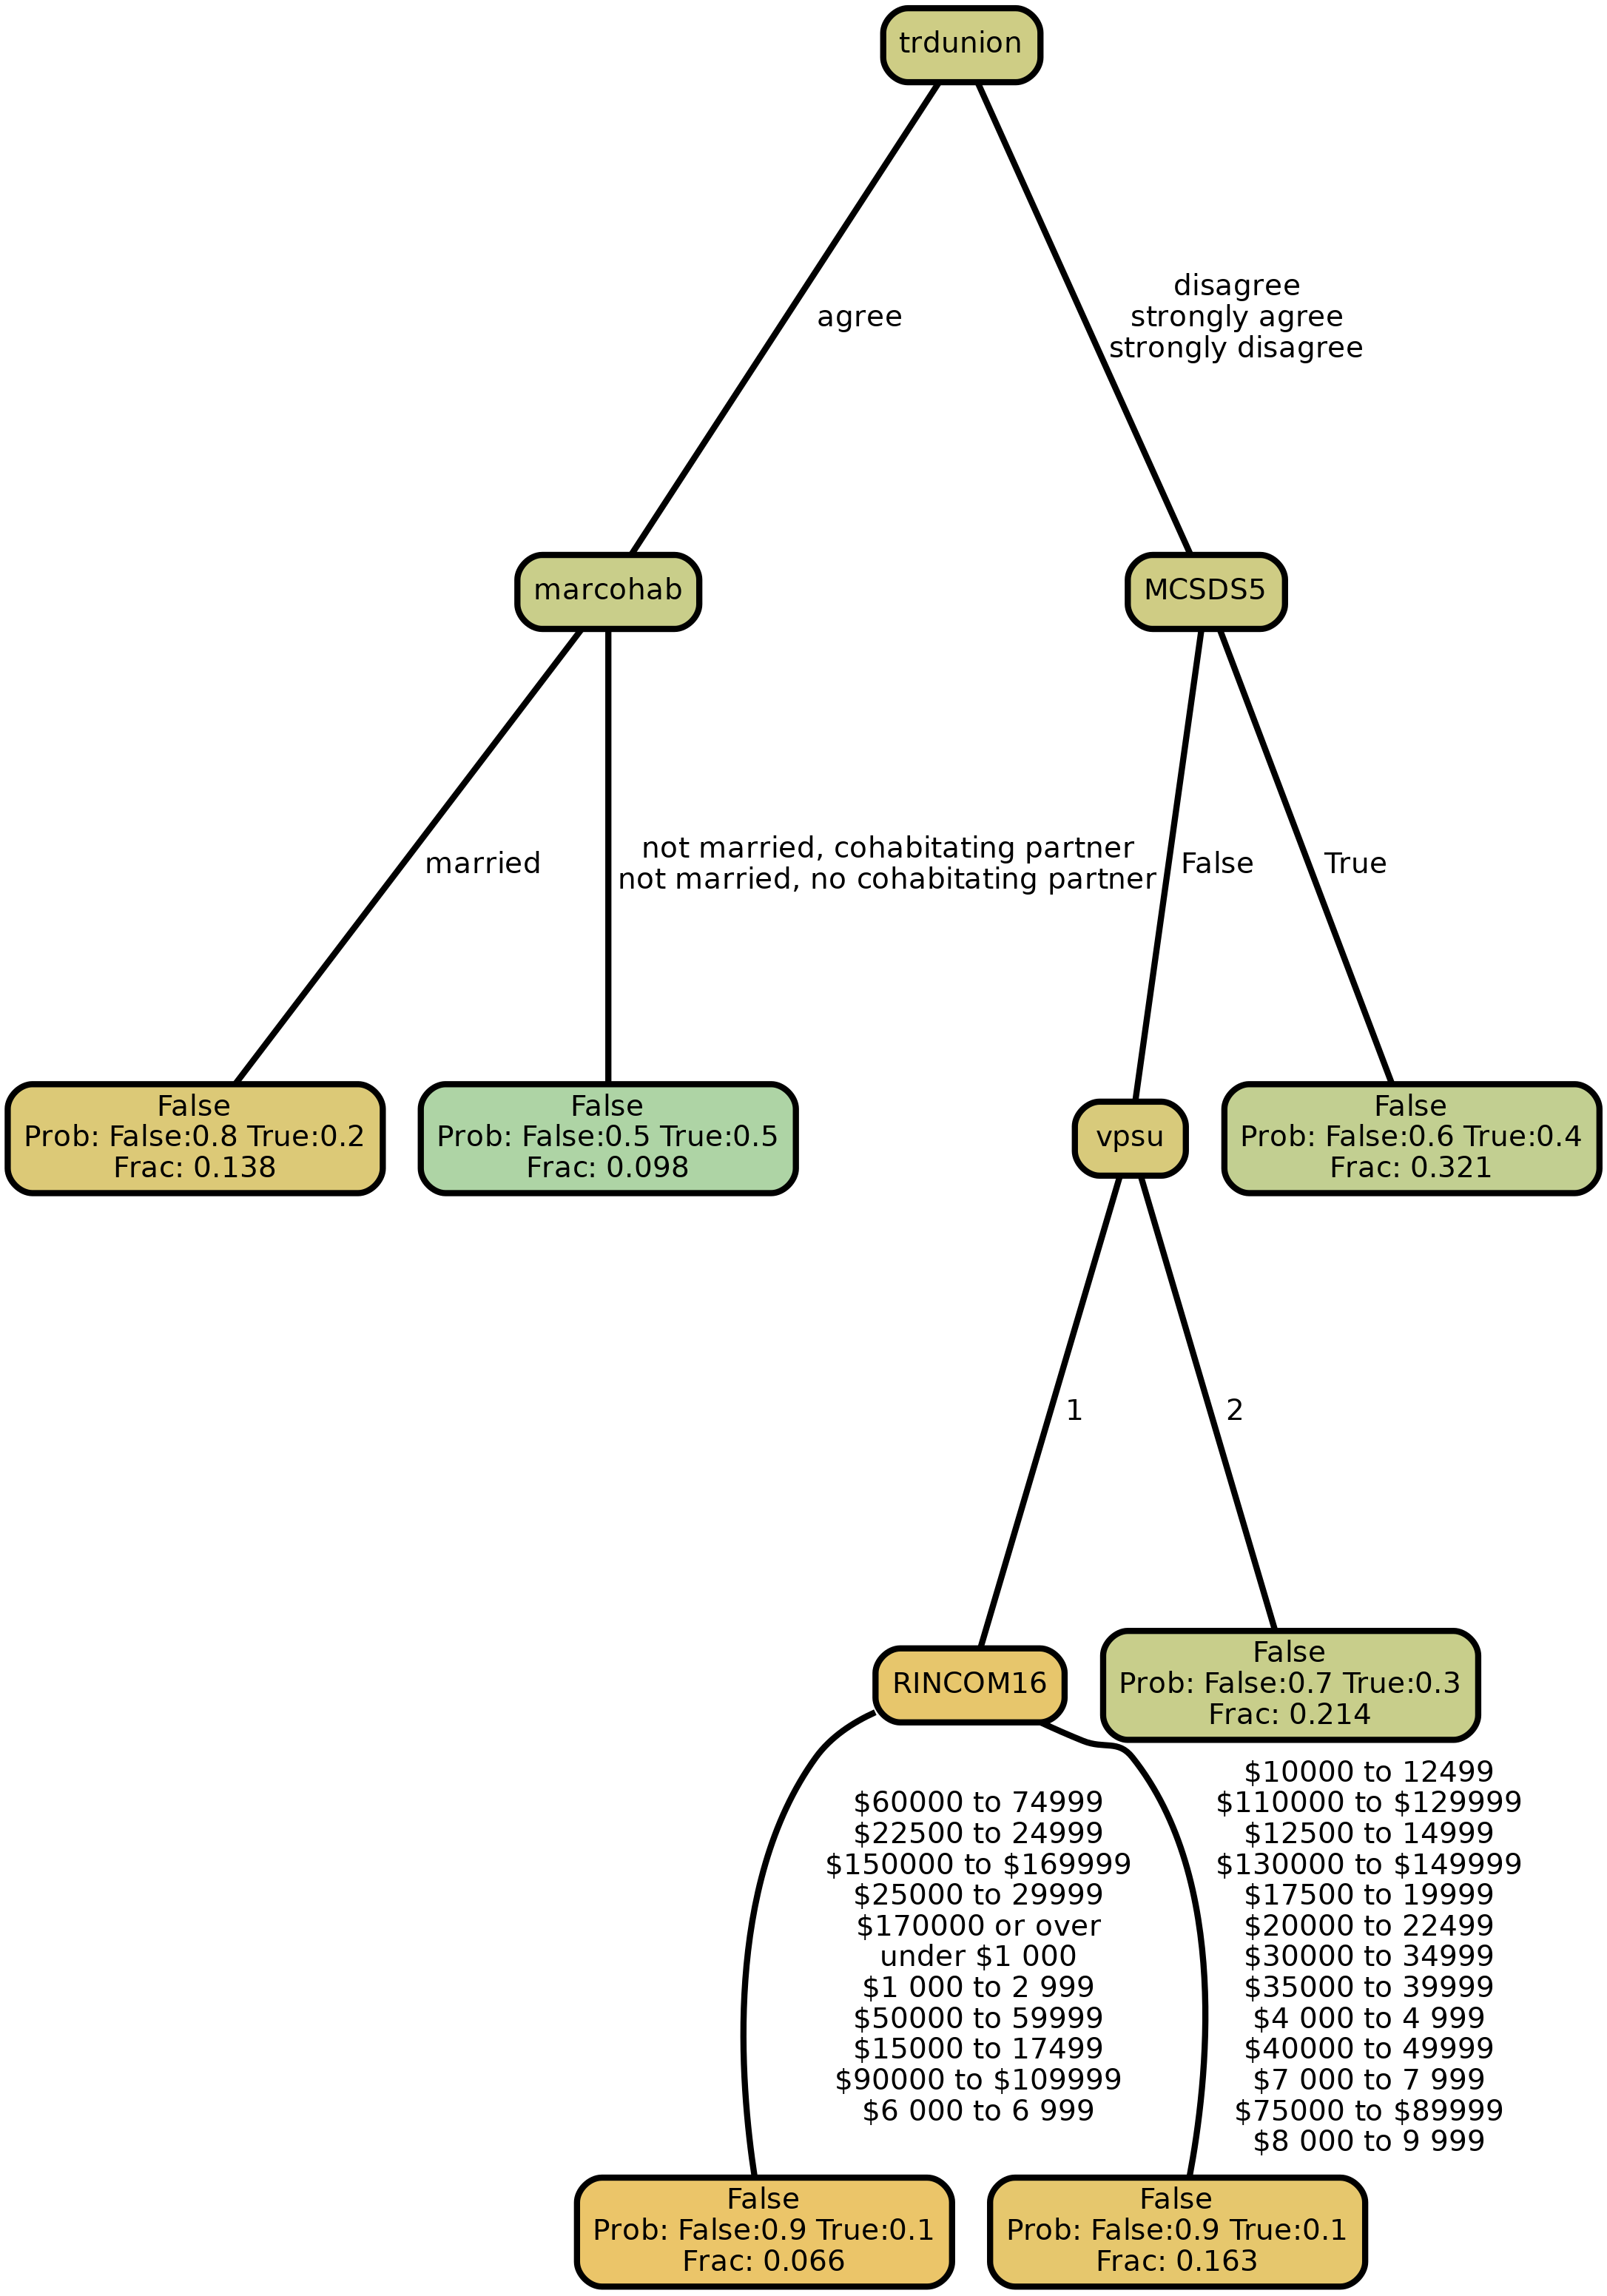 trdunion
agree
disagree
strongly agree
strongly disagree
marcohab
MCSDS5
married
not married, cohabitating partner
not married, no cohabitating partner
False
True
False
Prob: False:0.8 True:0.2
Frac: 0.138
False
Prob: False:0.5 True:0.5
Frac: 0.098
vpsu
False
Prob: False:0.6 True:0.4
Frac: 0.321
1
2
RINCOM16
False
Prob: False:0.7 True:0.3
Frac: 0.214
$60000 to 74999
$22500 to 24999
$150000 to $169999
$25000 to 29999
$170000 or over
under $1 000
$1 000 to 2 999
$50000 to 59999
$15000 to 17499
$90000 to $109999
$6 000 to 6 999
$10000 to 12499
$110000 to $129999
$12500 to 14999
$130000 to $149999
$17500 to 19999
$20000 to 22499
$30000 to 34999
$35000 to 39999
$4 000 to 4 999
$40000 to 49999
$7 000 to 7 999
$75000 to $89999
$8 000 to 9 999
False
Prob: False:0.9 True:0.1
Frac: 0.066
False
Prob: False:0.9 True:0.1
Frac: 0.163